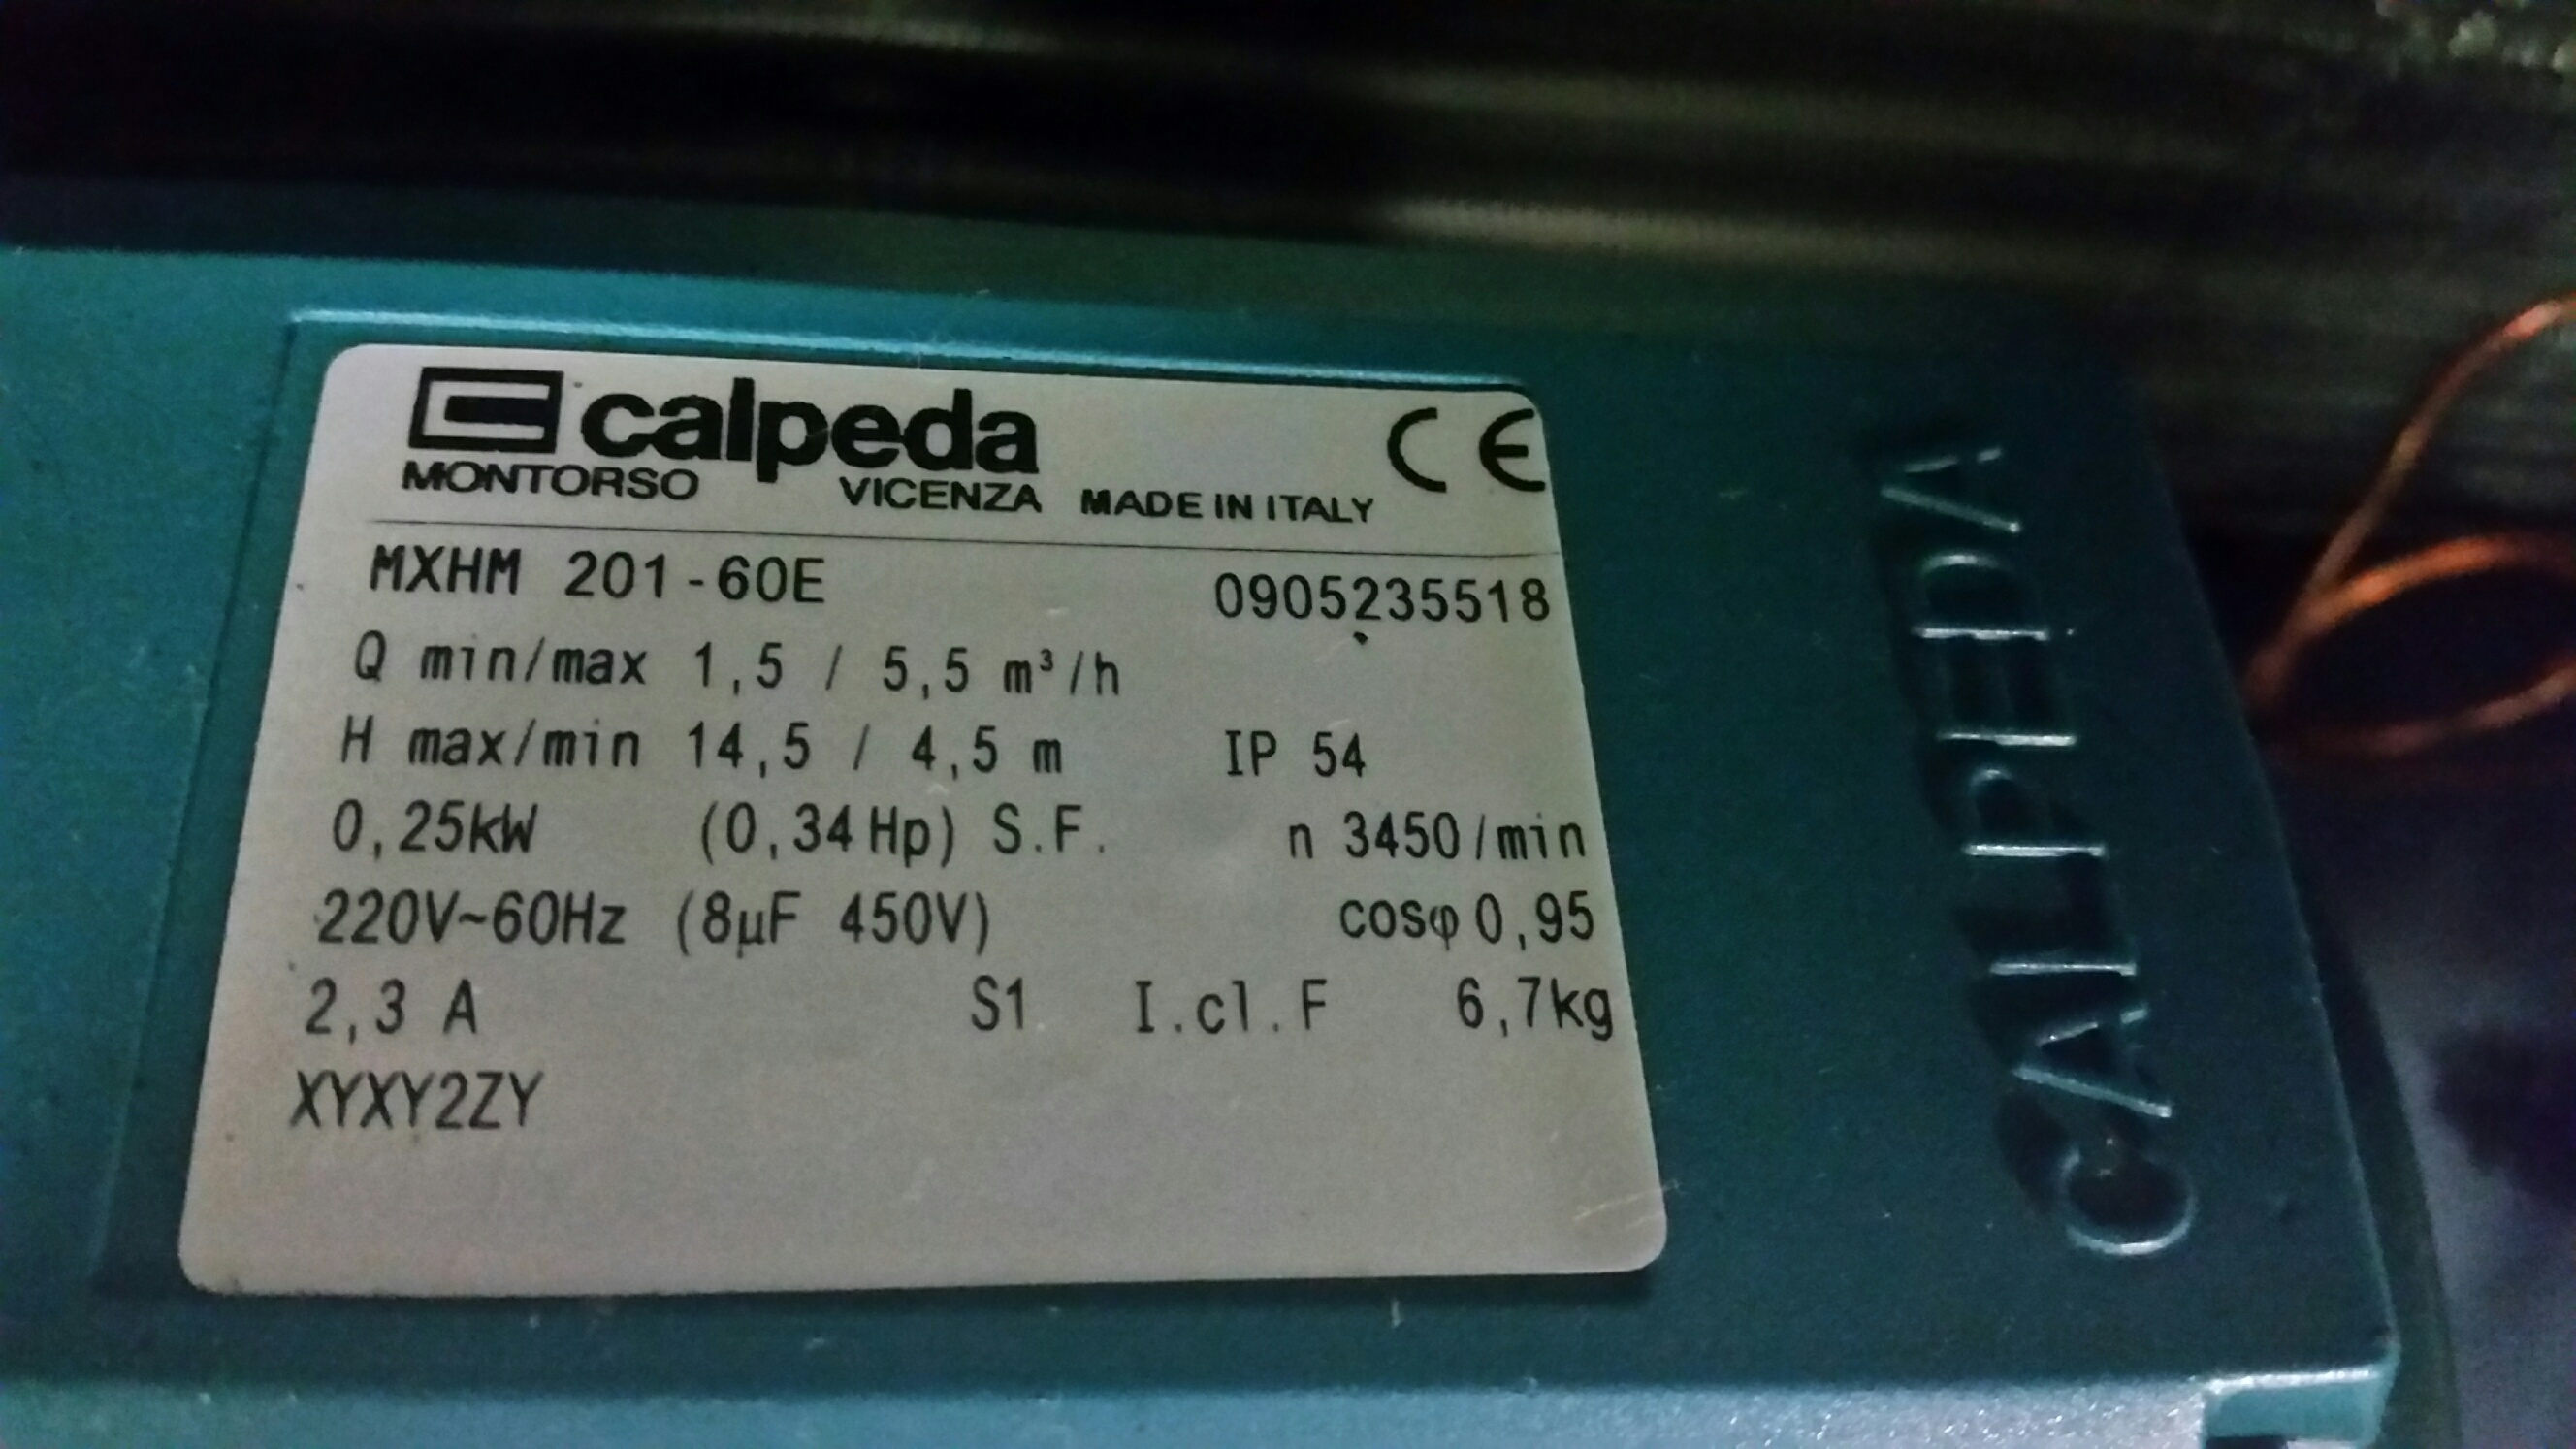 calpeda CE
MONTORSO VICENZA MADE IN ITALY
MXHM 201-60E 0905235518
Q min/max 1,5 / 5,5 m³/h
H max/min 14,5 / 4,5 m IP 54
0,25kW (0,34Hp) S.F. n 3450/min
220V~60Hz (8µF 450V) cosφ 0,95
2,3 A S1 I.cl.F 6,7kg
XYXY2ZY
CALPEDA